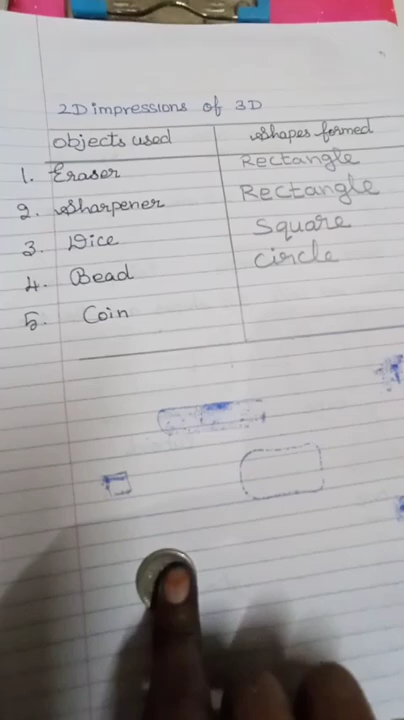 2D impressions of 3D
objects used shapes formed
1. Eraser Rectangle
2. Sharpener Rectangle
3. Dice Square
4. Bead Circle
5. Coin